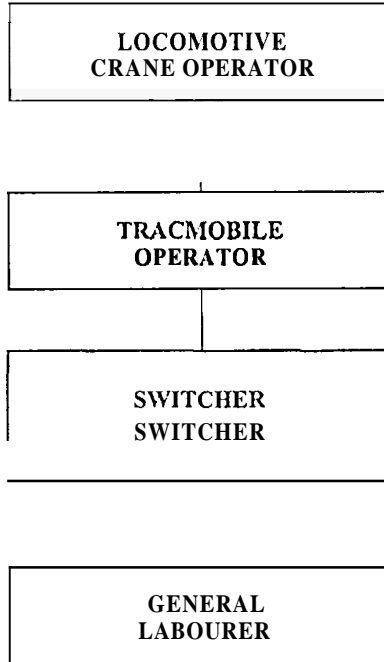 LOCOMOTIVE
CRANE OPERATOR
TRACMOBILE
OPERATOR
SWITCHER
SWITCHER
GENERAL
LABOURER